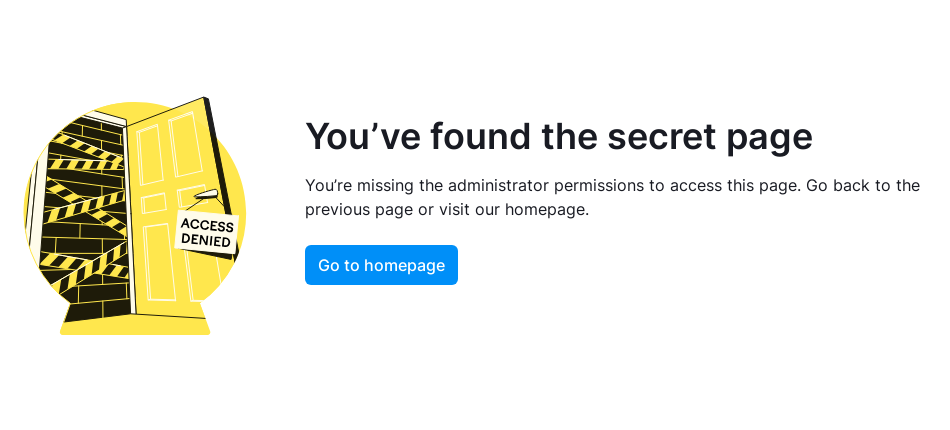 You’ve found the secret page
You’re missing the administrator permissions to access this page. Go back to the
previous page or visit our homepage.
Go to homepage
ACCESS
DENIED